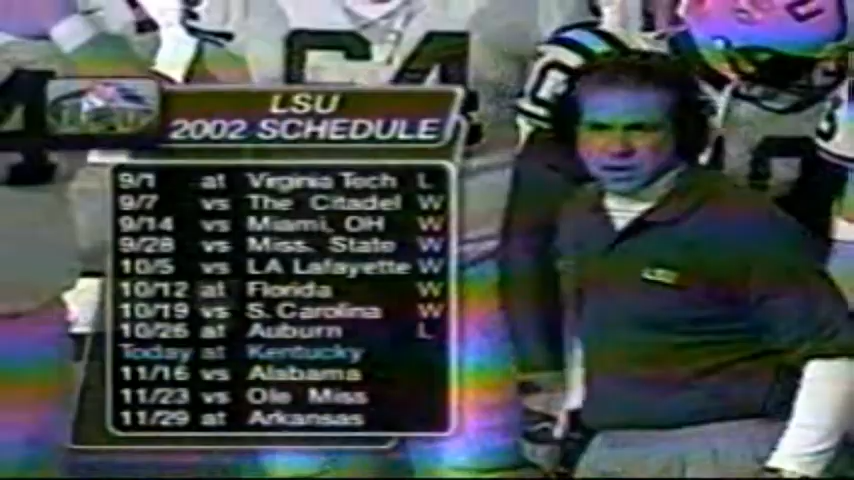 LSU
2002 SCHEDULE
9/1 at Virginia Tech L
9/7 vs The Citadel W
9/14 vs Miami, OH W
9/28 vs Miss. State W
10/5 vs LA Lafayette W
10/12 at Florida W
10/19 vs S. Carolina W
10/26 at Auburn L
Today at Kentucky
11/16 vs Alabama
11/23 vs Ole Miss
11/29 at Arkansas
LSU
64